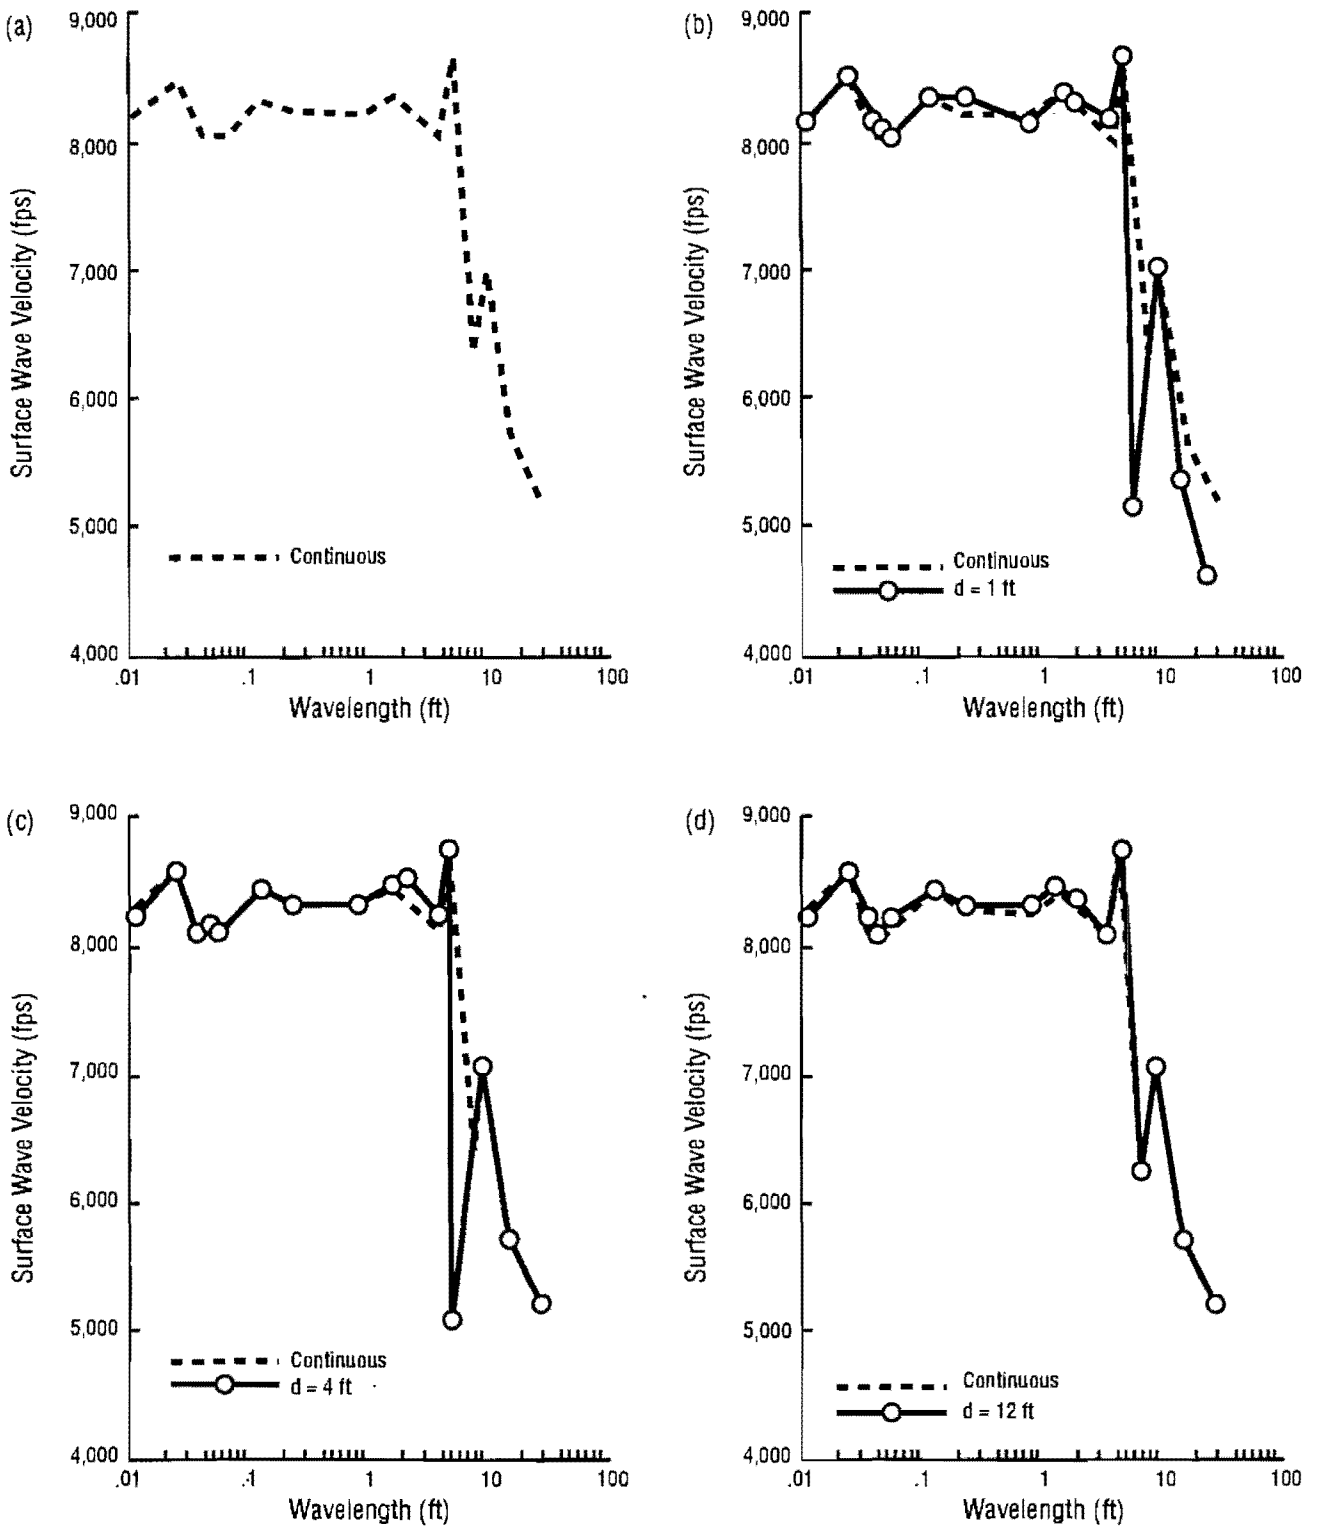 (a)
9,000
8,000
7,000
6,000
5,000
4,000
Surface Wave Velocity (fps)
Continuous
.01
.1
1
10
100
Wavelength (ft)
(b)
9,000
8,000
7,000
6,000
5,000
4,000
Surface Wave Velocity (fps)
Continuous
d = 1 ft
.01
.1
1
10
100
Wavelength (ft)
(c)
9,000
8,000
7,000
6,000
5,000
4,000
Surface Wave Velocity (fps)
Continuous
d = 4 ft
.01
.1
1
10
100
Wavelength (ft)
(d)
9,000
8,000
7,000
6,000
5,000
4,000
Surface Wave Velocity (fps)
Continuous
d = 12 ft
.01
.1
1
10
100
Wavelength (ft)